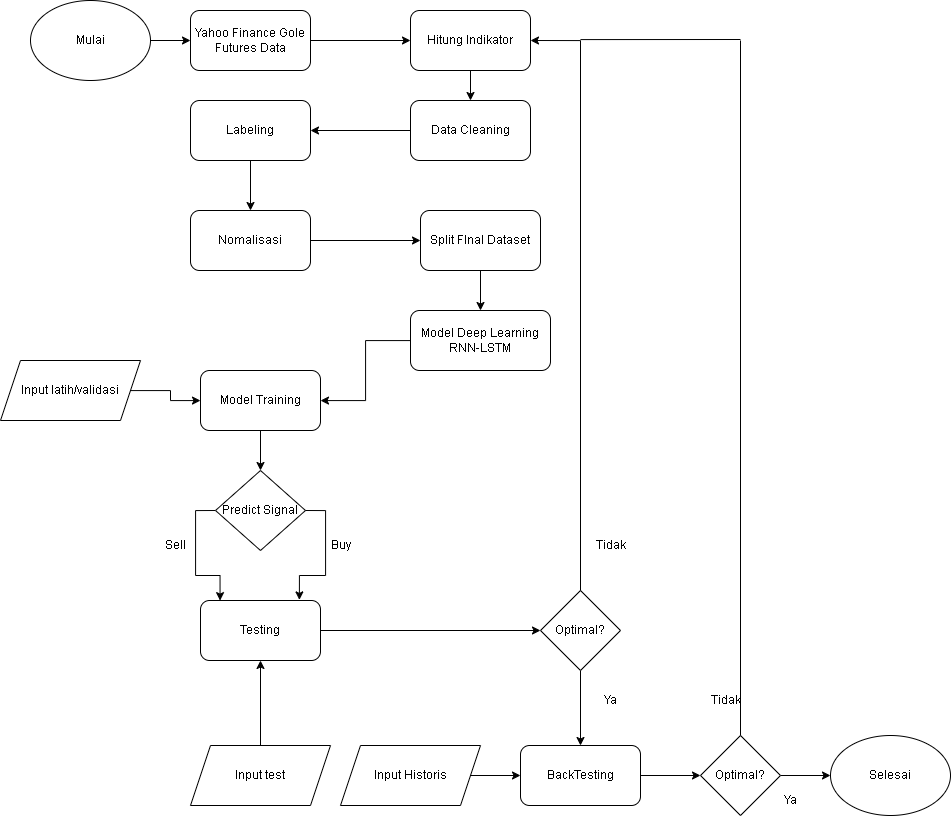 Mulai
Yahoo Finance Gole
Futures Data
Hitung Indikator
Labeling
Data Cleaning
Nomalisasi
Split FInal Dataset
Model Deep Learning
RNN-LSTM
Input latih/validasi
Model Training
Predict Signal
Sell
Buy
Tidak
Testing
Optimal?
Ya
Tidak
Input test
Input Historis
BackTesting
Optimal?
Ya
Selesai